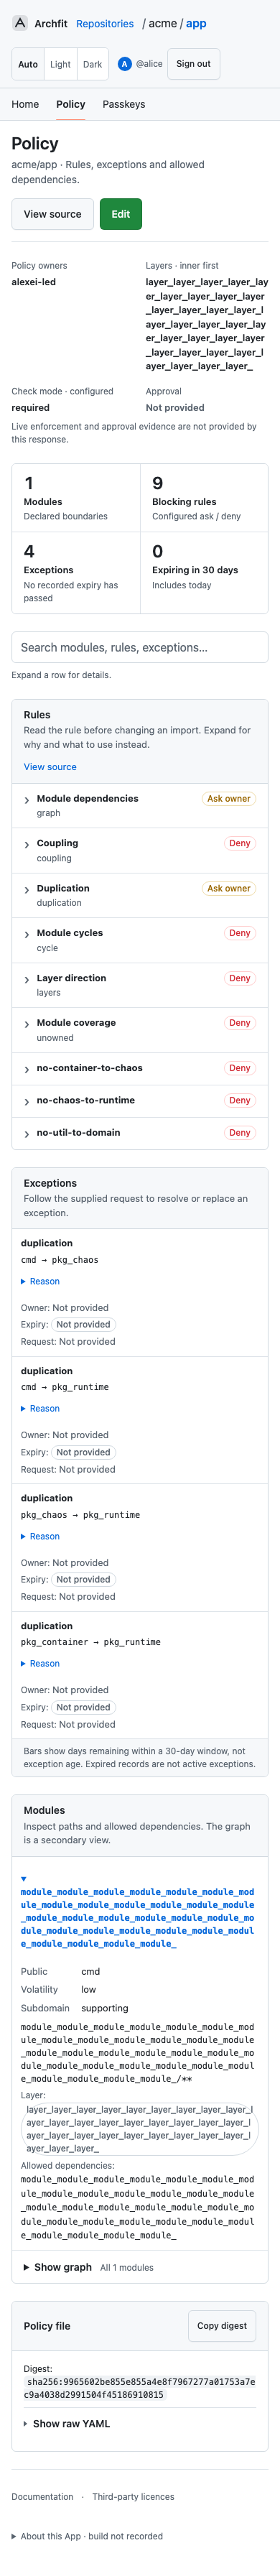 Archfit Repositories / acme / app
Auto Light Dark A @alice Sign out
Home Policy Passkeys
Policy
acme/app · Rules, exceptions and allowed
dependencies.
View source Edit
Policy owners
alexei-led
Layers · inner first
layer_layer_layer_layer_layer_lay
er_layer_layer_layer_layer_layer
_layer_layer_layer_layer_layer_l
ayer_layer_layer_layer_layer_lay
er_layer_layer_layer_layer_layer
_layer_layer_layer_layer_layer_l
ayer_layer_layer_layer_
Check mode · configured
required
Approval
Not provided
Live enforcement and approval evidence are not provided by
this response.
1
Modules
Declared boundaries
9
Blocking rules
Configured ask / deny
4
Exceptions
No recorded expiry has
passed
0
Expiring in 30 days
Includes today
Search modules, rules, exceptions...
Expand a row for details.
Rules
Read the rule before changing an import. Expand for
why and what to use instead.
View source
Module dependencies Ask owner
graph
Coupling Deny
coupling
Duplication Ask owner
duplication
Module cycles Deny
cycle
Layer direction Deny
layers
Module coverage Deny
unowned
no-container-to-chaos Deny
no-chaos-to-runtime Deny
no-util-to-domain Deny
Exceptions
Follow the supplied request to resolve or replace an
exception.
duplication
cmd → pkg_chaos
Reason
Owner: Not provided
Expiry: Not provided
Request: Not provided
duplication
cmd → pkg_runtime
Reason
Owner: Not provided
Expiry: Not provided
Request: Not provided
duplication
pkg_chaos → pkg_runtime
Reason
Owner: Not provided
Expiry: Not provided
Request: Not provided
duplication
pkg_container → pkg_runtime
Reason
Owner: Not provided
Expiry: Not provided
Request: Not provided
Bars show days remaining within a 30-day window, not
exception age. Expired records are not active exceptions.
Modules
Inspect paths and allowed dependencies. The graph
is a secondary view.
module_module_module_module_module_module_mod
ule_module_module_module_module_module_module
_module_module_module_module_module_module_mo
dule_module_module_module_module_module_modul
e_module_module_module_module_
Public cmd
Volatility low
Subdomain supporting
module_module_module_module_module_module_mod
ule_module_module_module_module_module_module
_module_module_module_module_module_module_mo
dule_module_module_module_module_module_modul
e_module_module_module_module_/**
Layer:
layer_layer_layer_layer_layer_layer_layer_layer_layer_l
ayer_layer_layer_layer_layer_layer_layer_layer_layer_l
ayer_layer_layer_layer_layer_layer_layer_layer_layer_l
ayer_layer_layer_
Allowed dependencies:
module_module_module_module_module_module_mod
ule_module_module_module_module_module_module
_module_module_module_module_module_module_mo
dule_module_module_module_module_module_modul
e_module_module_module_module_
Show graph All 1 modules
Policy file Copy digest
Digest:
sha256:9965602be855e855a4e8f7967277a01753a7e
c9a4038d2991504f45186910815
Show raw YAML
Documentation · Third-party licences
About this App · build not recorded